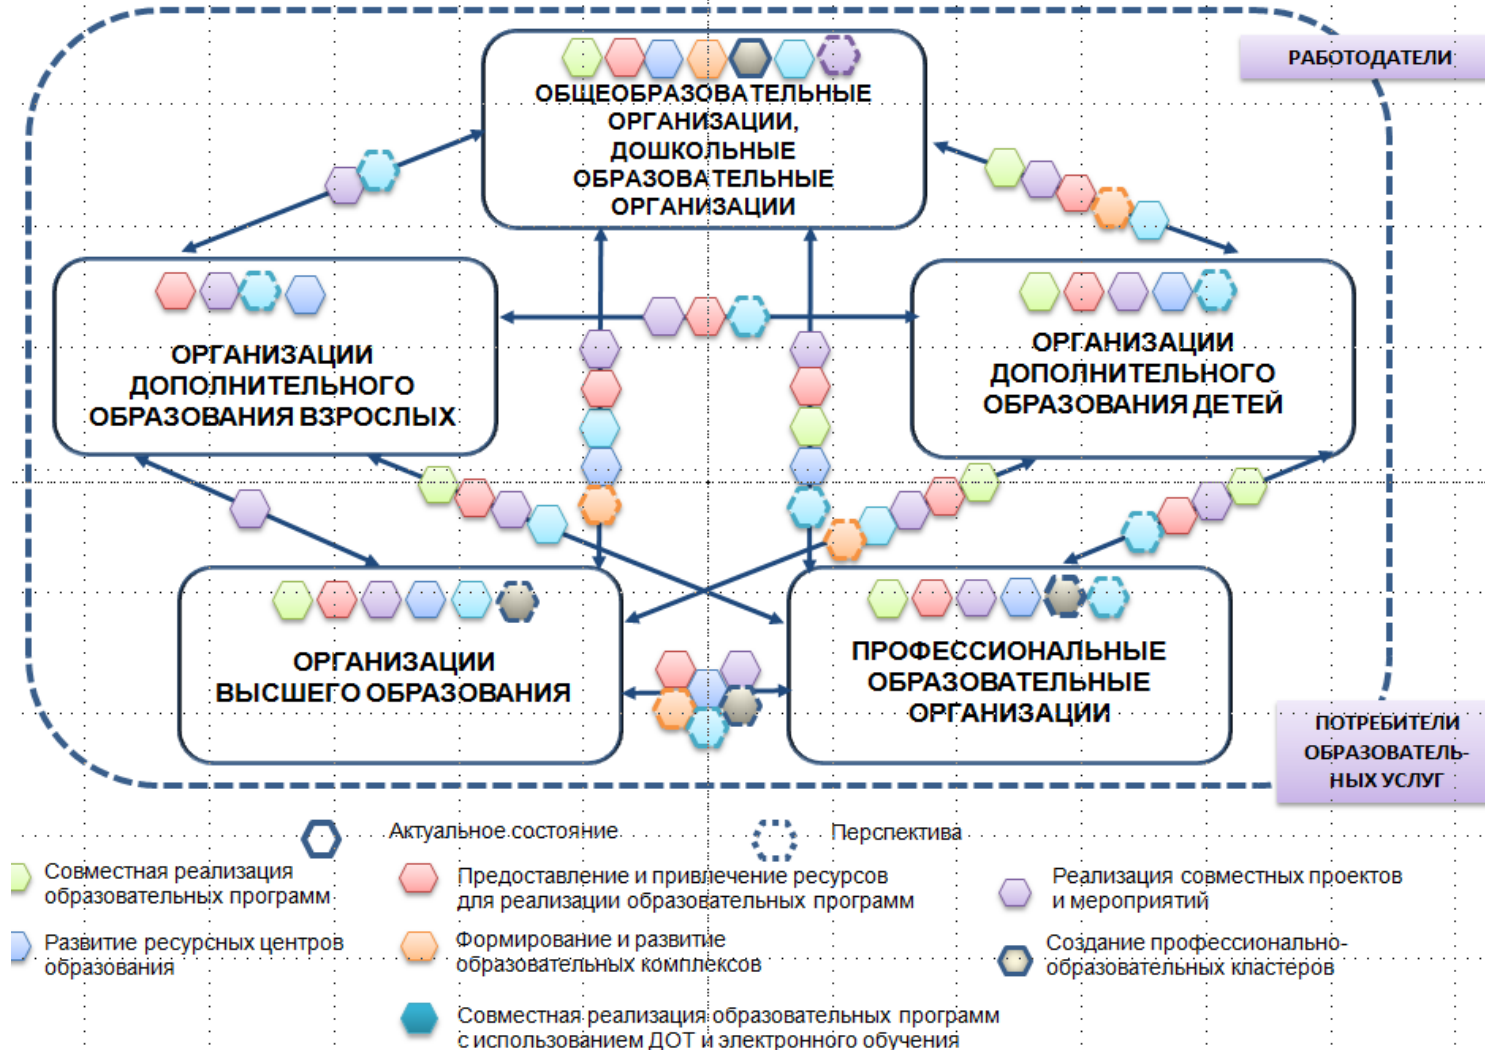 РАБОТОДАТЕЛИ
ОБЩЕОБРАЗОВАТЕЛЬНЫЕ
ОРГАНИЗАЦИИ,
ДОШКОЛЬНЫЕ
ОБРАЗОВАТЕЛЬНЫЕ
ОРГАНИЗАЦИИ
ОРГАНИЗАЦИИ
ДОПОЛНИТЕЛЬНОГО
ОБРАЗОВАНИЯ ВЗРОСЛЫХ
ОРГАНИЗАЦИИ
ДОПОЛНИТЕЛЬНОГО
ОБРАЗОВАНИЯ ДЕТЕЙ
ОРГАНИЗАЦИИ
ВЫСШЕГО ОБРАЗОВАНИЯ
ПРОФЕССИОНАЛЬНЫЕ
ОБРАЗОВАТЕЛЬНЫЕ
ОРГАНИЗАЦИИ
ПОТРЕБИТЕЛИ
ОБРАЗОВАТЕЛЬ-
НЫХ УСЛУГ
Актуальное состояние
Перспектива
Совместная реализация
образовательных программ
Предоставление и привлечение ресурсов
для реализации образовательных программ
Реализация совместных проектов
и мероприятий
Развитие ресурсных центров
образования
Формирование и развитие
образовательных комплексов
Создание профессионально-
образовательных кластеров
Совместная реализация образовательных программ
с использованием ДОТ и электронного обучения